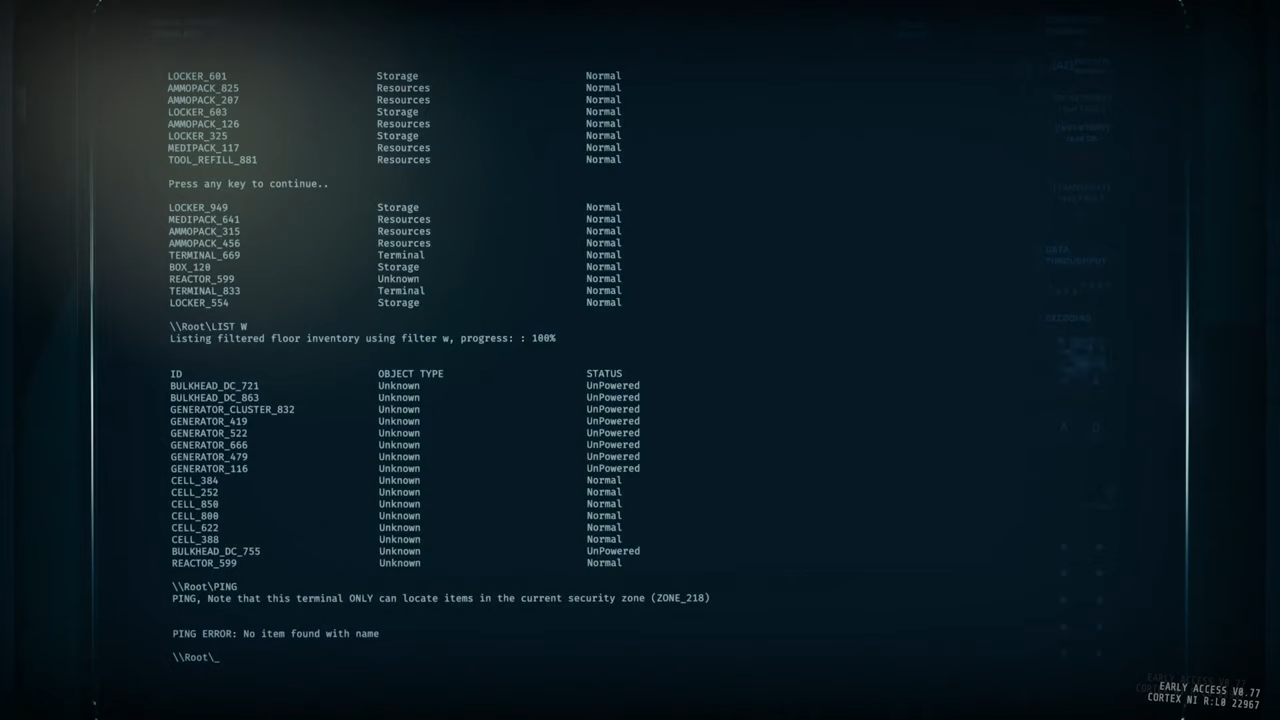 LOCKER_601 Storage Normal
AMMOPACK_825 Resources Normal
AMMOPACK_207 Resources Normal
LOCKER_603 Storage Normal
AMMOPACK_126 Resources Normal
LOCKER_325 Storage Normal
MEDIPACK_117 Resources Normal
TOOL_REFILL_881 Resources Normal
Press any key to continue..
LOCKER_949 Storage Normal
MEDIPACK_641 Resources Normal
AMMOPACK_315 Resources Normal
AMMOPACK_456 Resources Normal
TERMINAL_669 Terminal Normal
BOX_120 Storage Normal
REACTOR_599 Unknown Normal
TERMINAL_833 Terminal Normal
LOCKER_554 Storage Normal
\\Root\LIST W
Listing filtered floor inventory using filter w, progress: : 100%
ID OBJECT TYPE STATUS
BULKHEAD_DC_721 Unknown UnPowered
BULKHEAD_DC_863 Unknown UnPowered
GENERATOR_CLUSTER_832 Unknown UnPowered
GENERATOR_419 Unknown UnPowered
GENERATOR_522 Unknown UnPowered
GENERATOR_666 Unknown UnPowered
GENERATOR_479 Unknown UnPowered
GENERATOR_116 Unknown UnPowered
CELL_384 Unknown Normal
CELL_252 Unknown Normal
CELL_850 Unknown Normal
CELL_800 Unknown Normal
CELL_622 Unknown Normal
CELL_388 Unknown Normal
BULKHEAD_DC_755 Unknown UnPowered
REACTOR_599 Unknown Normal
\\Root\PING
PING, Note that this terminal ONLY can locate items in the current security zone (ZONE_218)
PING ERROR: No item found with name
\\Root\_
DATA
THROUGHPUT
A D
EARLY ACCESS V0.77
CORTEX NI R:L0 22967